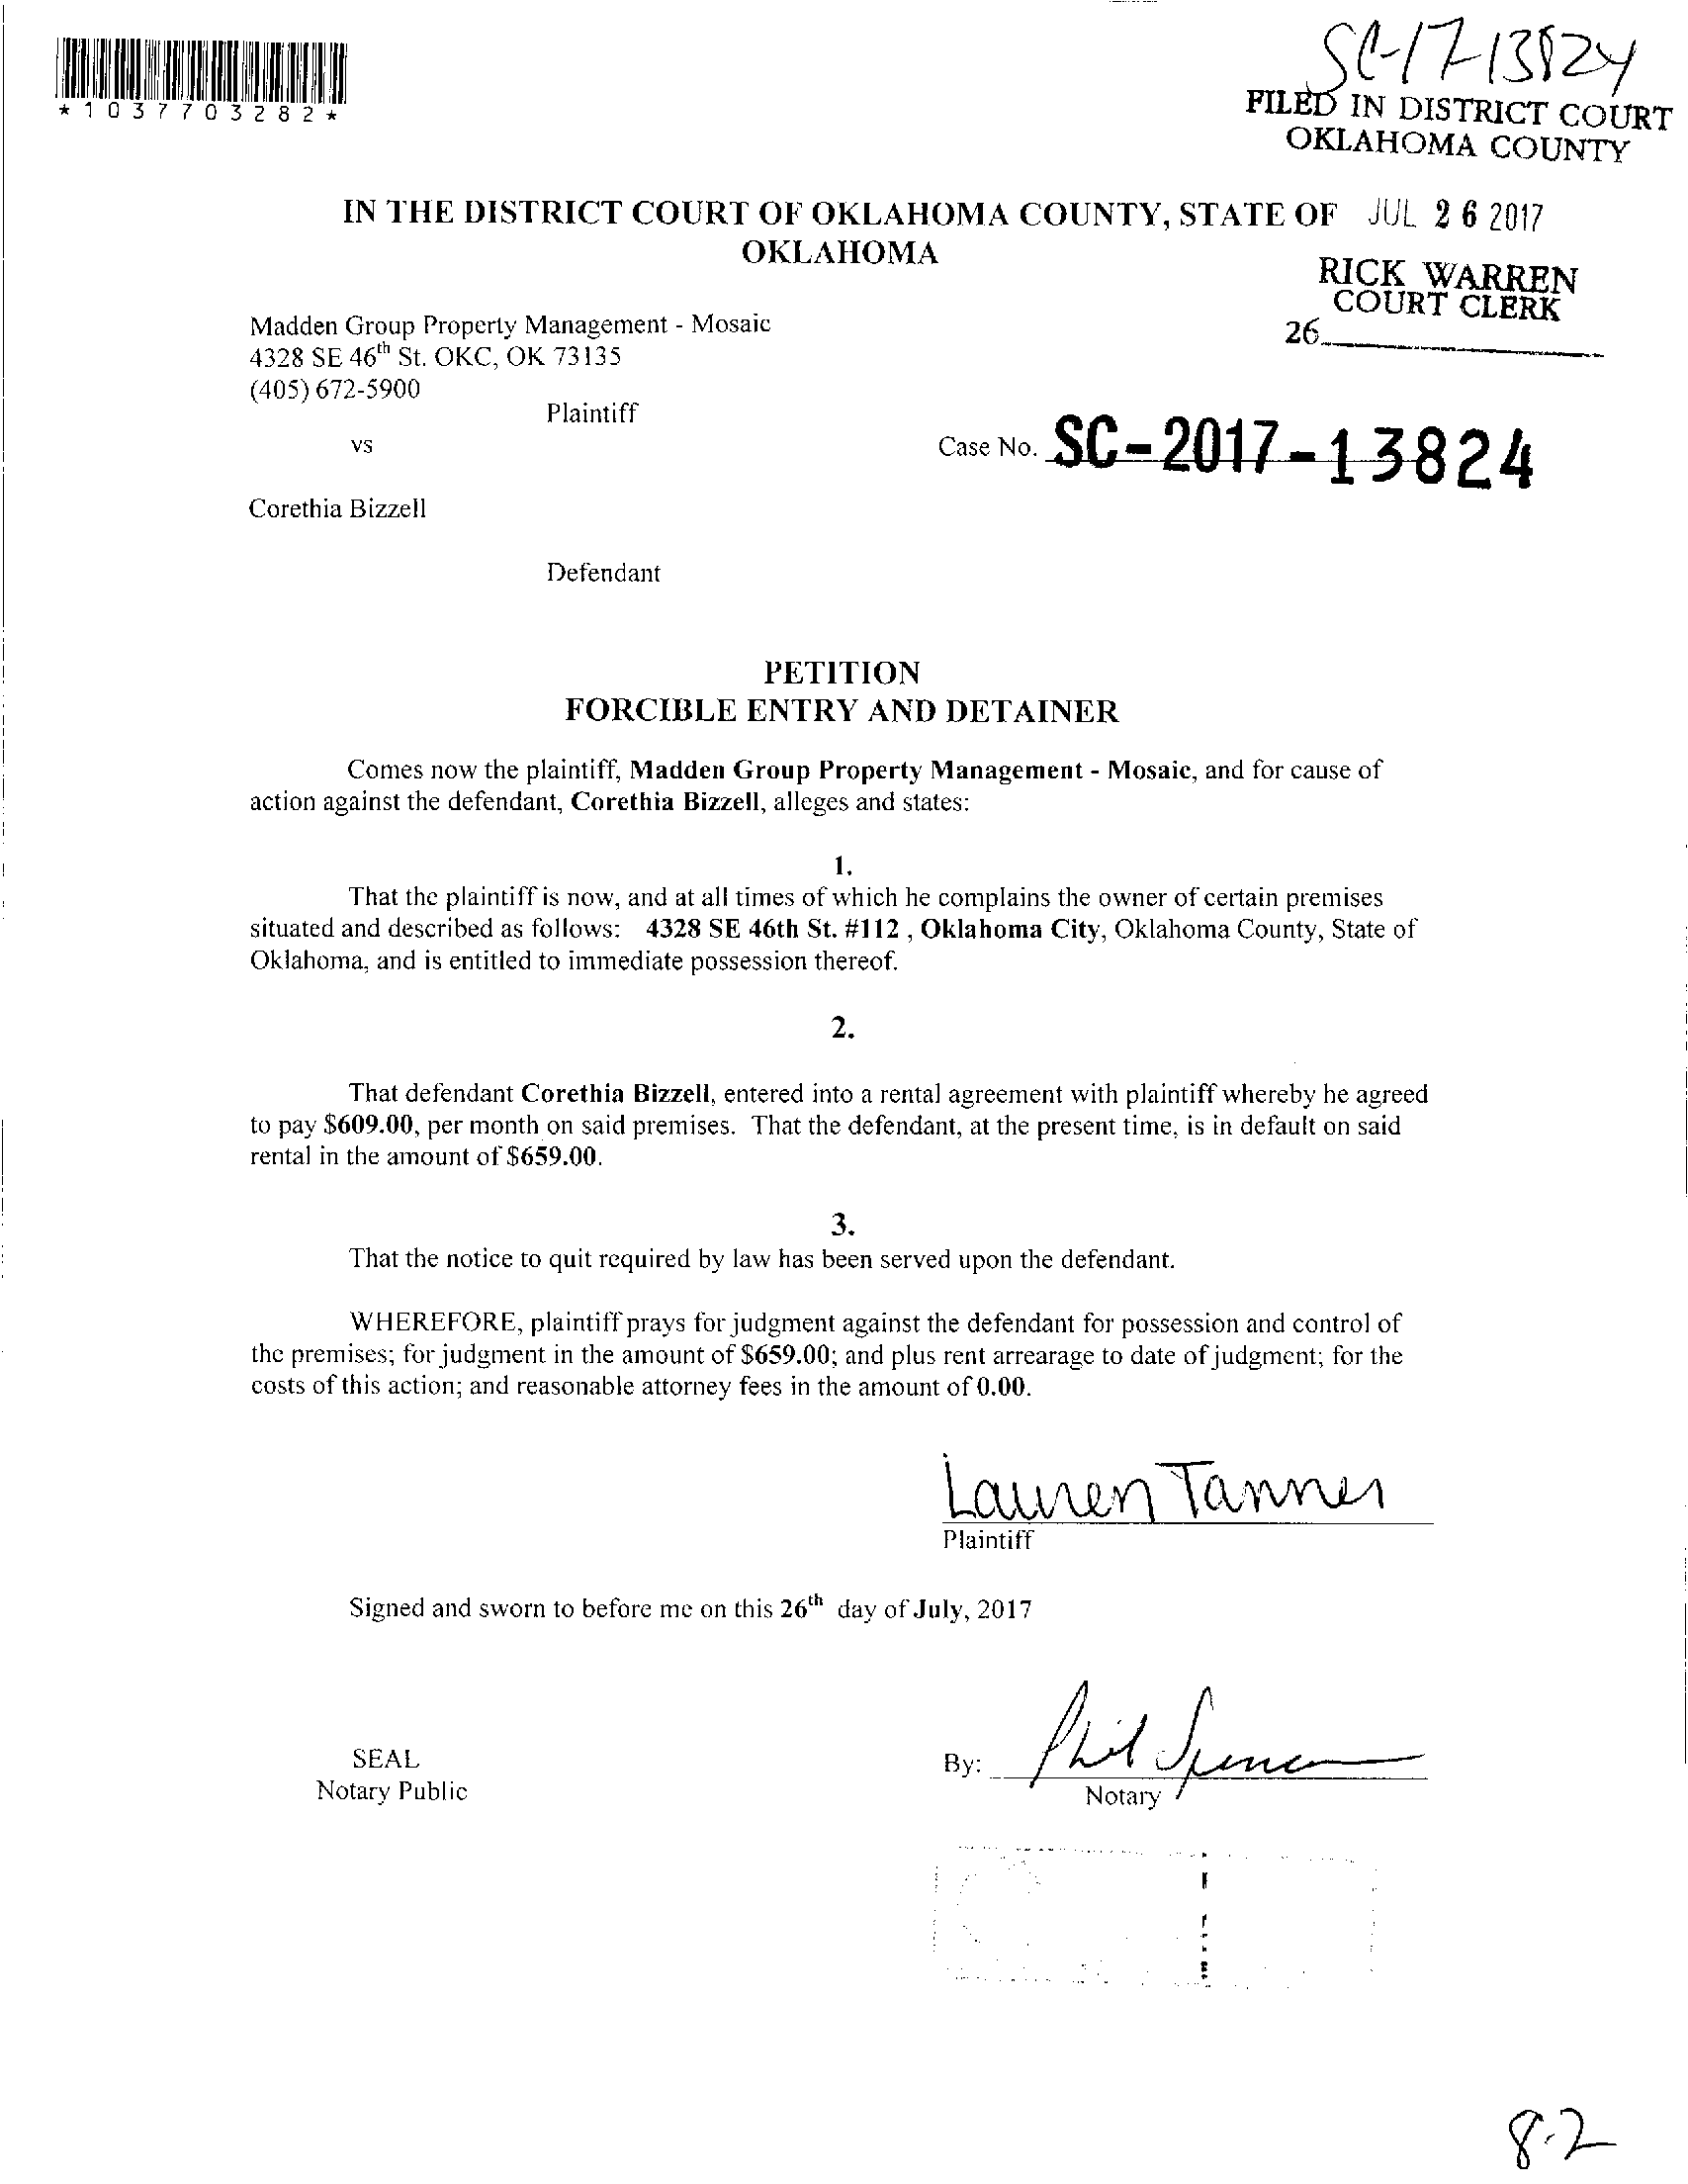 SC-17-13824
*1037703282*
FILED IN DISTRICT COURT
OKLAHOMA COUNTY
IN THE DISTRICT COURT OF OKLAHOMA COUNTY, STATE OF JUL 26 2017
OKLAHOMA
RICK WARREN
COURT CLERK
26
Madden Group Property Management - Mosaic
4328 SE 46th St. OKC, OK 73135
(405) 672-5900
Plaintiff
vs
Case No. SC-2017-13824
Corethia Bizzell
Defendant
PETITION
FORCIBLE ENTRY AND DETAINER
Comes now the plaintiff, Madden Group Property Management - Mosaic, and for cause of
action against the defendant, Corethia Bizzell, alleges and states:
1.
That the plaintiff is now, and at all times of which he complains the owner of certain premises
situated and described as follows: 4328 SE 46th St. #112 , Oklahoma City, Oklahoma County, State of
Oklahoma, and is entitled to immediate possession thereof.
2.
That defendant Corethia Bizzell, entered into a rental agreement with plaintiff whereby he agreed
to pay $609.00, per month on said premises. That the defendant, at the present time, is in default on said
rental in the amount of $659.00.
3.
That the notice to quit required by law has been served upon the defendant.
WHEREFORE, plaintiff prays for judgment against the defendant for possession and control of
the premises; for judgment in the amount of $659.00; and plus rent arrearage to date of judgment; for the
costs of this action; and reasonable attorney fees in the amount of 0.00.
Lauren Tanner
Plaintiff
Signed and sworn to before me on this 26th day of July, 2017
SEAL
Notary Public
By: Phil Spencer
Notary
8-2